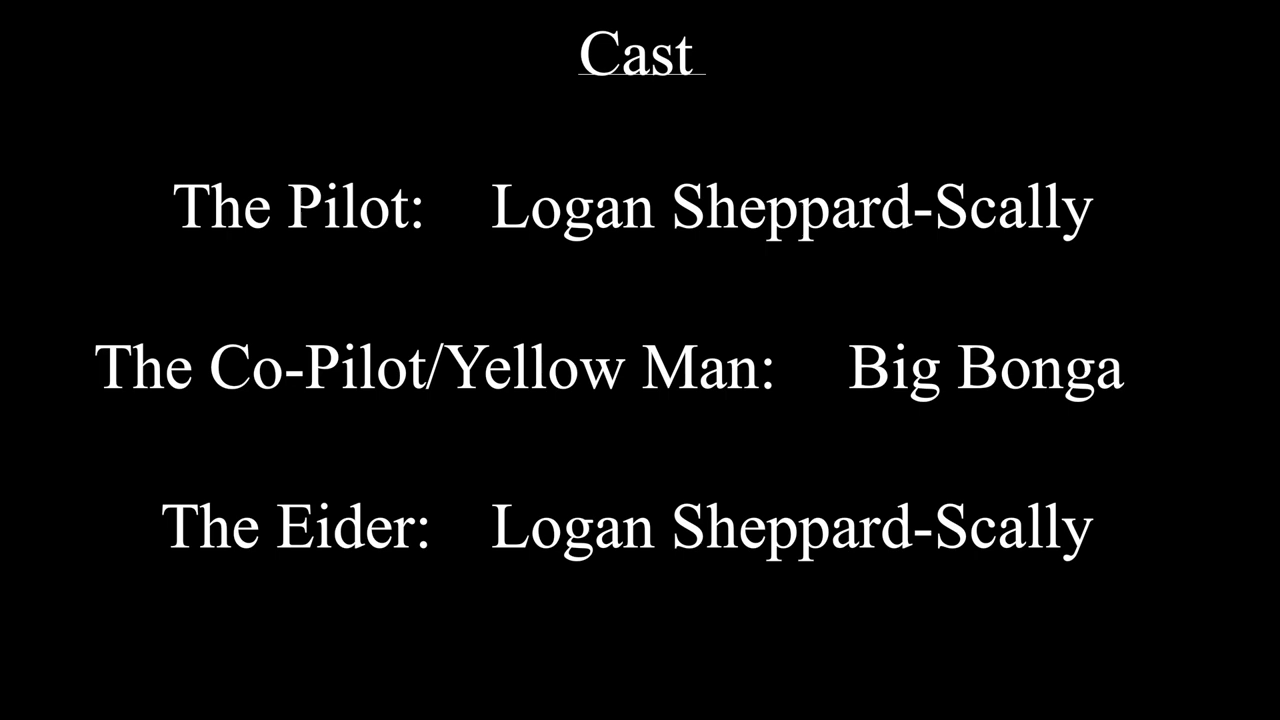 Cast
The Pilot: Logan Sheppard-Scally
The Co-Pilot/Yellow Man: Big Bonga
The Eider: Logan Sheppard-Scally